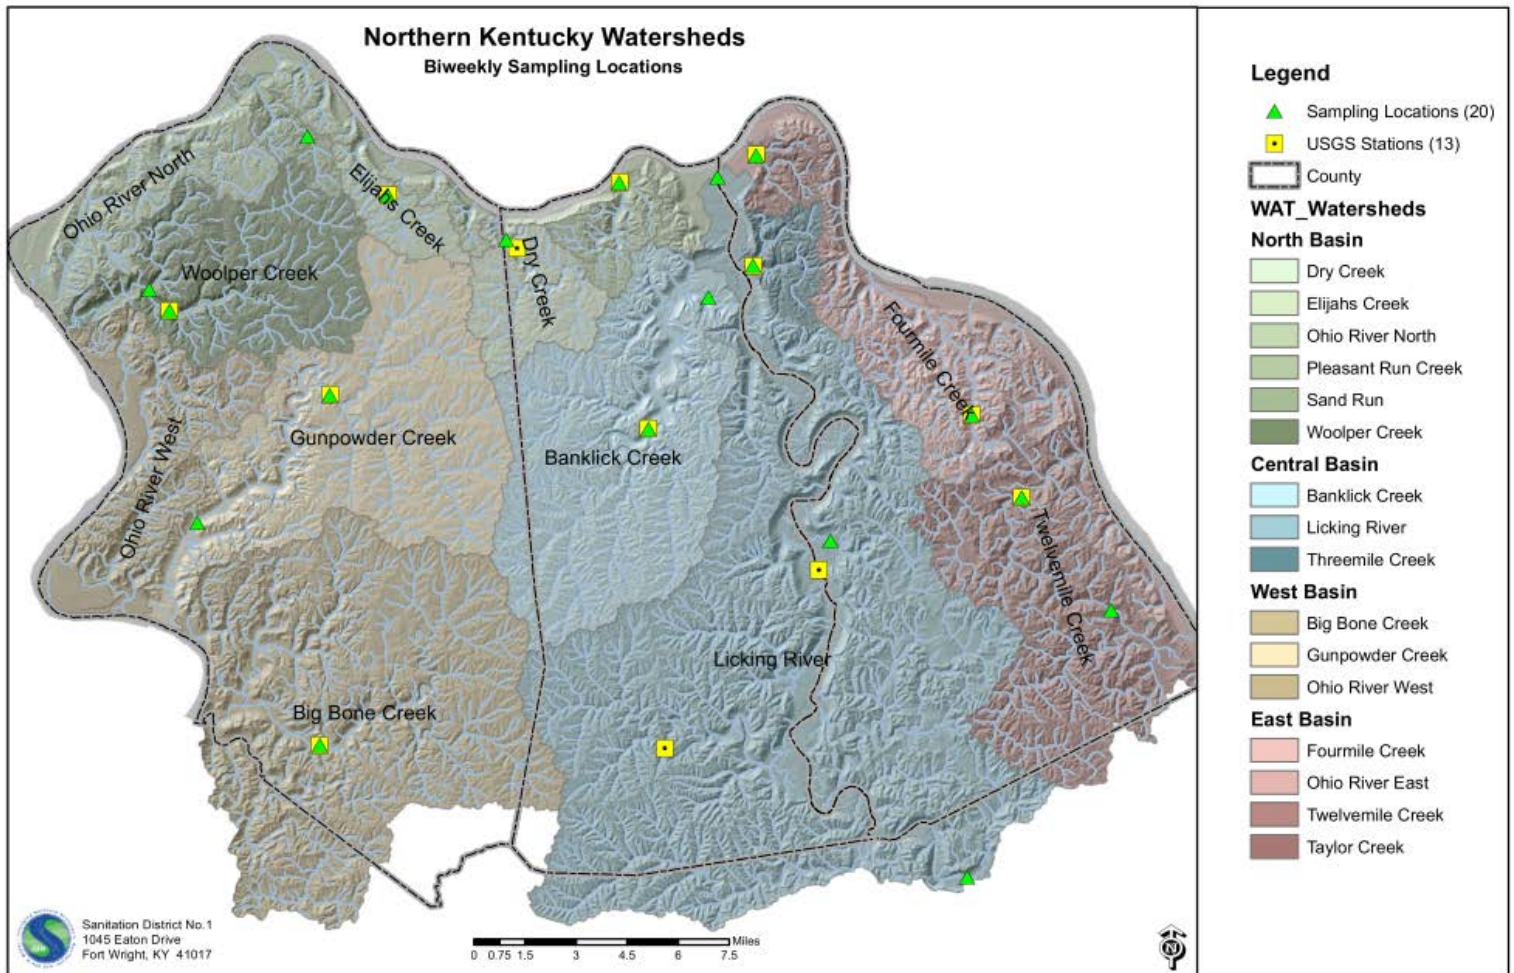 Northern Kentucky Watersheds
Biweekly Sampling Locations
Ohio River North
Elijahs Creek
Woolper Creek
Dry Creek
Fourmile Creek
Gunpowder Creek
Banklick Creek
Ohio River West
Twelvemile Creek
Licking River
Big Bone Creek
Sanitation District No.1
1045 Eaton Drive
Fort Wright, KY 41017
Miles
0 0.75 1.5 3 4.5 6 7.5
N
Legend
Sampling Locations (20)
USGS Stations (13)
County
WAT_Watersheds
North Basin
Dry Creek
Elijahs Creek
Ohio River North
Pleasant Run Creek
Sand Run
Woolper Creek
Central Basin
Banklick Creek
Licking River
Threemile Creek
West Basin
Big Bone Creek
Gunpowder Creek
Ohio River West
East Basin
Fourmile Creek
Ohio River East
Twelvemile Creek
Taylor Creek